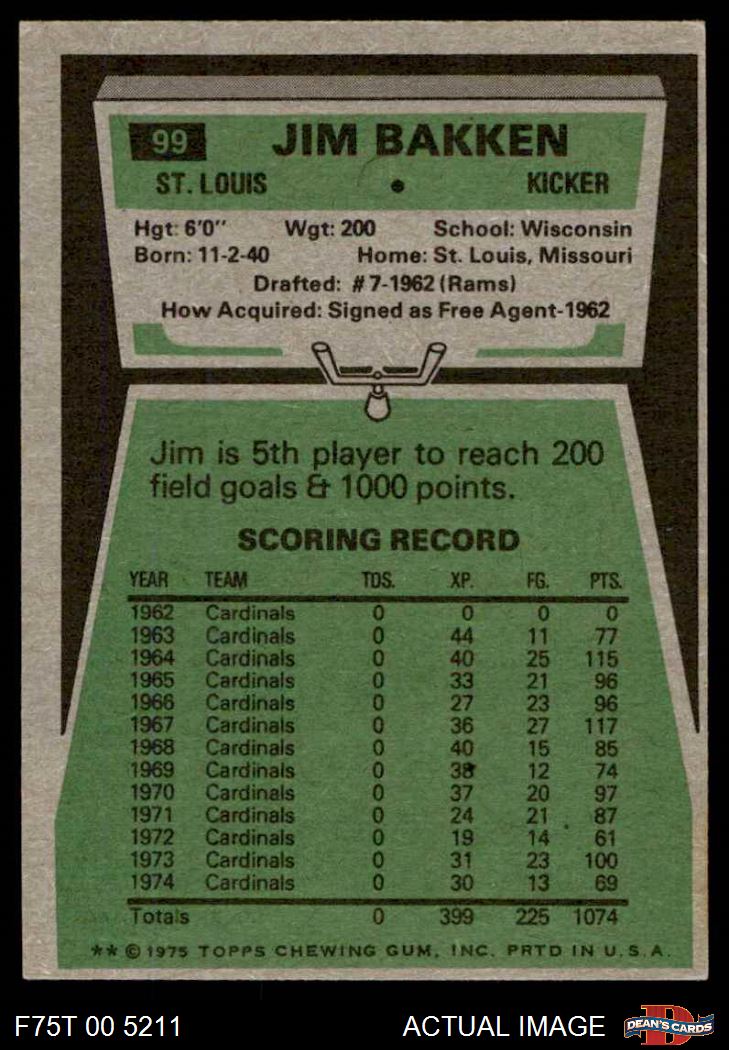 99 JIM BAKKEN
ST. LOUIS • KICKER
Hgt: 6'0" Wgt: 200 School: Wisconsin
Born: 11-2-40 Home: St. Louis, Missouri
Drafted: #7-1962 (Rams)
How Acquired: Signed as Free Agent-1962
Jim is 5th player to reach 200
field goals & 1000 points.
SCORING RECORD
YEAR TEAM TDS. XP. FG. PTS.
1962 Cardinals 0 0 0 0
1963 Cardinals 0 44 11 77
1964 Cardinals 0 40 25 115
1965 Cardinals 0 33 21 96
1966 Cardinals 0 27 23 96
1967 Cardinals 0 36 27 117
1968 Cardinals 0 40 15 85
1969 Cardinals 0 38 12 74
1970 Cardinals 0 37 20 97
1971 Cardinals 0 24 21 87
1972 Cardinals 0 19 14 61
1973 Cardinals 0 31 23 100
1974 Cardinals 0 30 13 69
Totals 0 399 225 1074
** © 1975 TOPPS CHEWING GUM, INC. PRTD IN U.S.A.
F75T 00 5211 ACTUAL IMAGE D DEAN'S CARDS